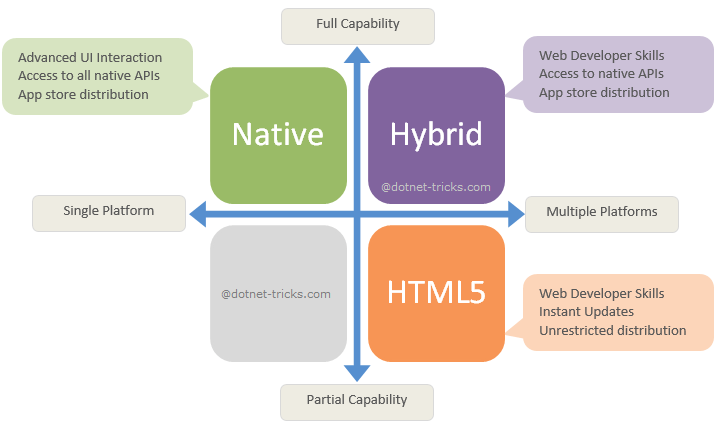 Full Capability
Advanced UI Interaction
Access to all native APIs
App store distribution
Native
Hybrid
@dotnet-tricks.com
Web Developer Skills
Access to native APIs
App store distribution
Single Platform
Multiple Platforms
@dotnet-tricks.com
HTML5
Web Developer Skills
Instant Updates
Unrestricted distribution
Partial Capability